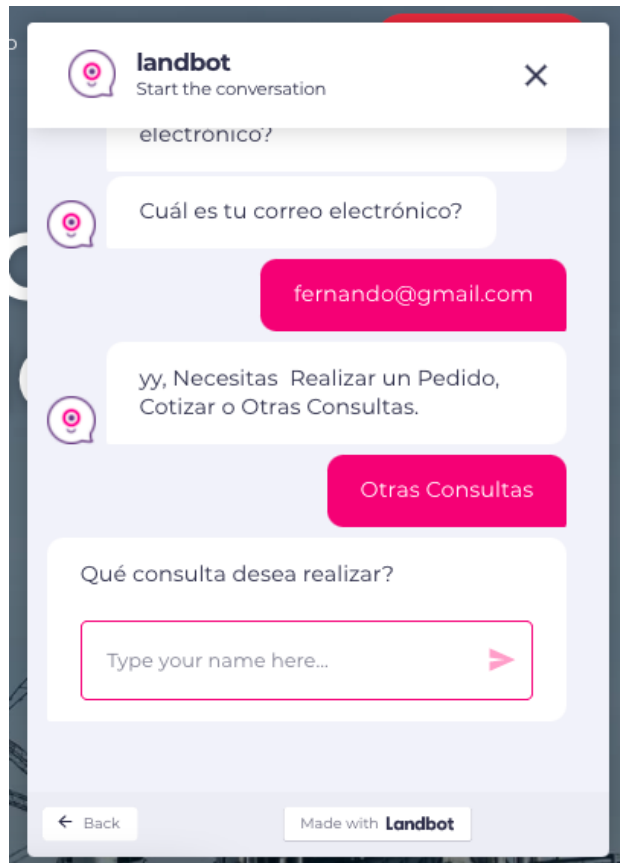 o
landbot
Start the conversation
electrónico?
Cuál es tu correo electrónico?
fernando@gmail.com
yy, Necesitas  Realizar un Pedido,
Cotizar o Otras Consultas.
Otras Consultas
Qué consulta desea realizar?
Type your name here...
Back
Made with Landbot